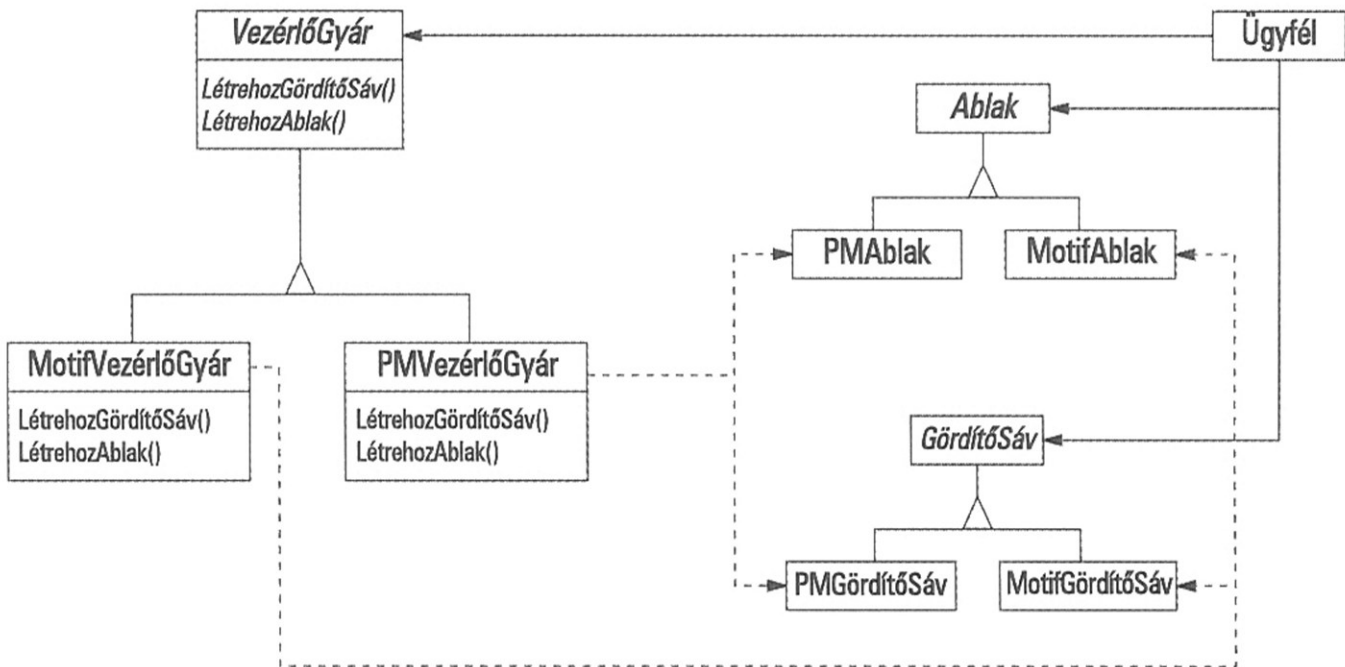 VezérlőGyár
LétrehozGördítőSáv()
LétrehozAblak()
Ügyfél
Ablak
PMAblak
MotifAblak
MotifVezérlőGyár
LétrehozGördítőSáv()
LétrehozAblak()
PMVezérlőGyár
LétrehozGördítőSáv()
LétrehozAblak()
GördítőSáv
PMGördítőSáv
MotifGördítőSáv